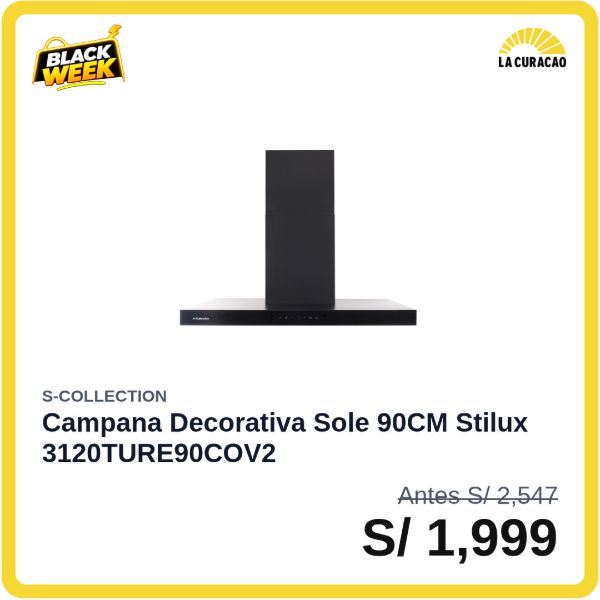 BLACK
WEEK
LA CURACAO
S-COLLECTION
Campana Decorativa Sole 90CM Stilux
3120TURE90COV2
Antes S/ 2,547
S/ 1,999